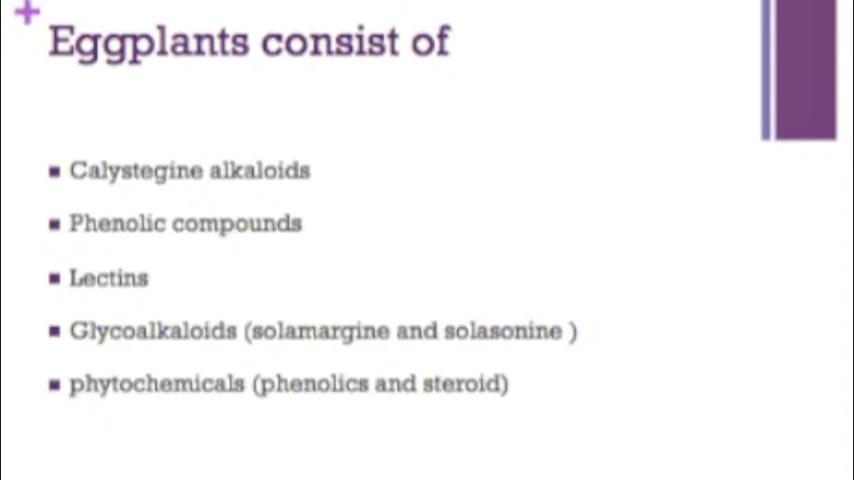 Eggplants consist of
Calystegine alkaloids
Phenolic compounds
Lectins
Glycoalkaloids (solamargine and solasonine )
phytochemicals (phenolics and steroid)